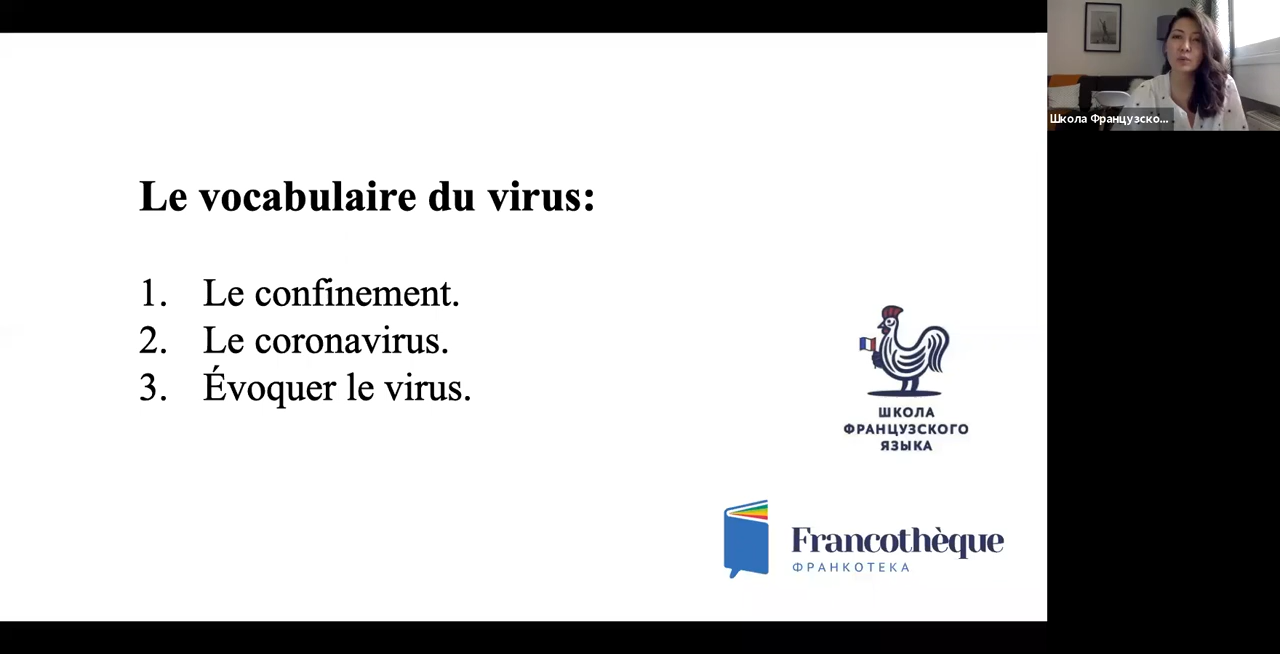 Le vocabulaire du virus:
1. Le confinement.
2. Le coronavirus.
3. Évoquer le virus.
ШКОЛА
ФРАНЦУЗСКОГО
ЯЗЫКА
Francothèque
ФРАНКОТЕКА
Школа Французско...